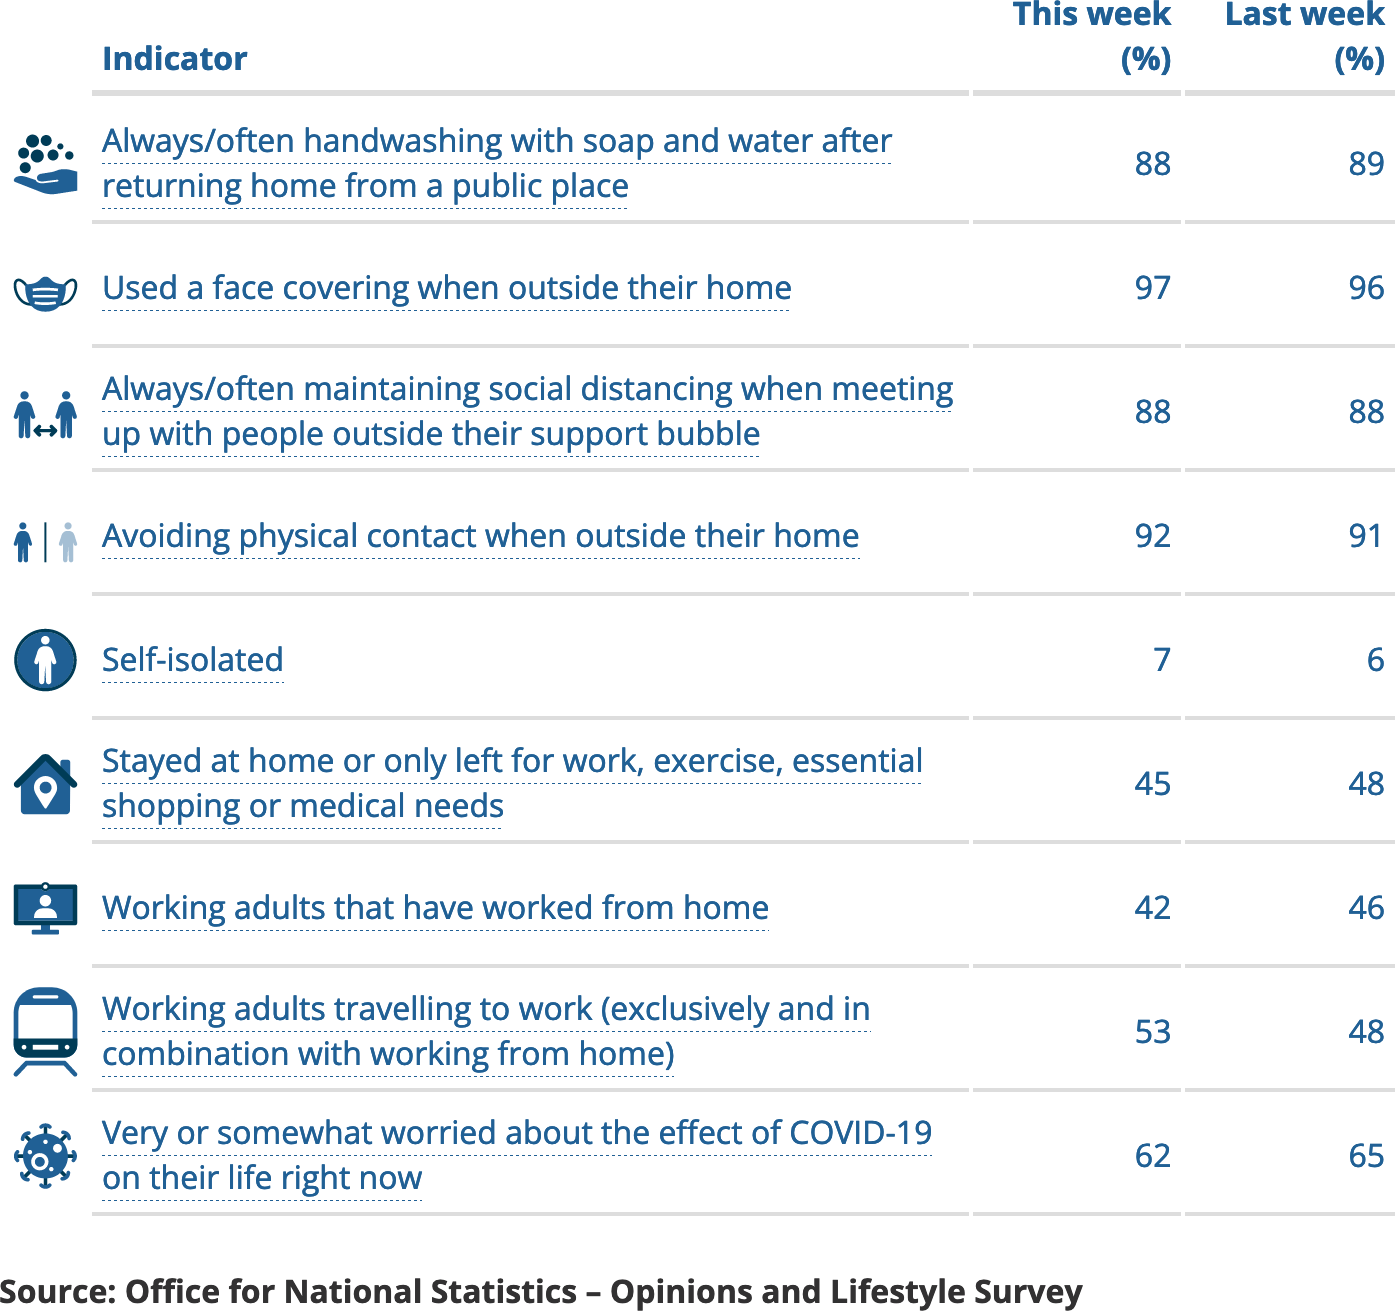 This week Last week
Indicator (%) (%)
Always/often handwashing with soap and water after
returning home from a public place 88 89
Used a face covering when outside their home 97 96
Always/often maintaining social distancing when meeting
up with people outside their support bubble 88 88
Avoiding physical contact when outside their home 92 91
Self-isolated 7 6
Stayed at home or only left for work, exercise, essential
shopping or medical needs 45 48
Working adults that have worked from home 42 46
Working adults travelling to work (exclusively and in
combination with working from home) 53 48
Very or somewhat worried about the effect of COVID-19
on their life right now 62 65
Source: Office for National Statistics – Opinions and Lifestyle Survey